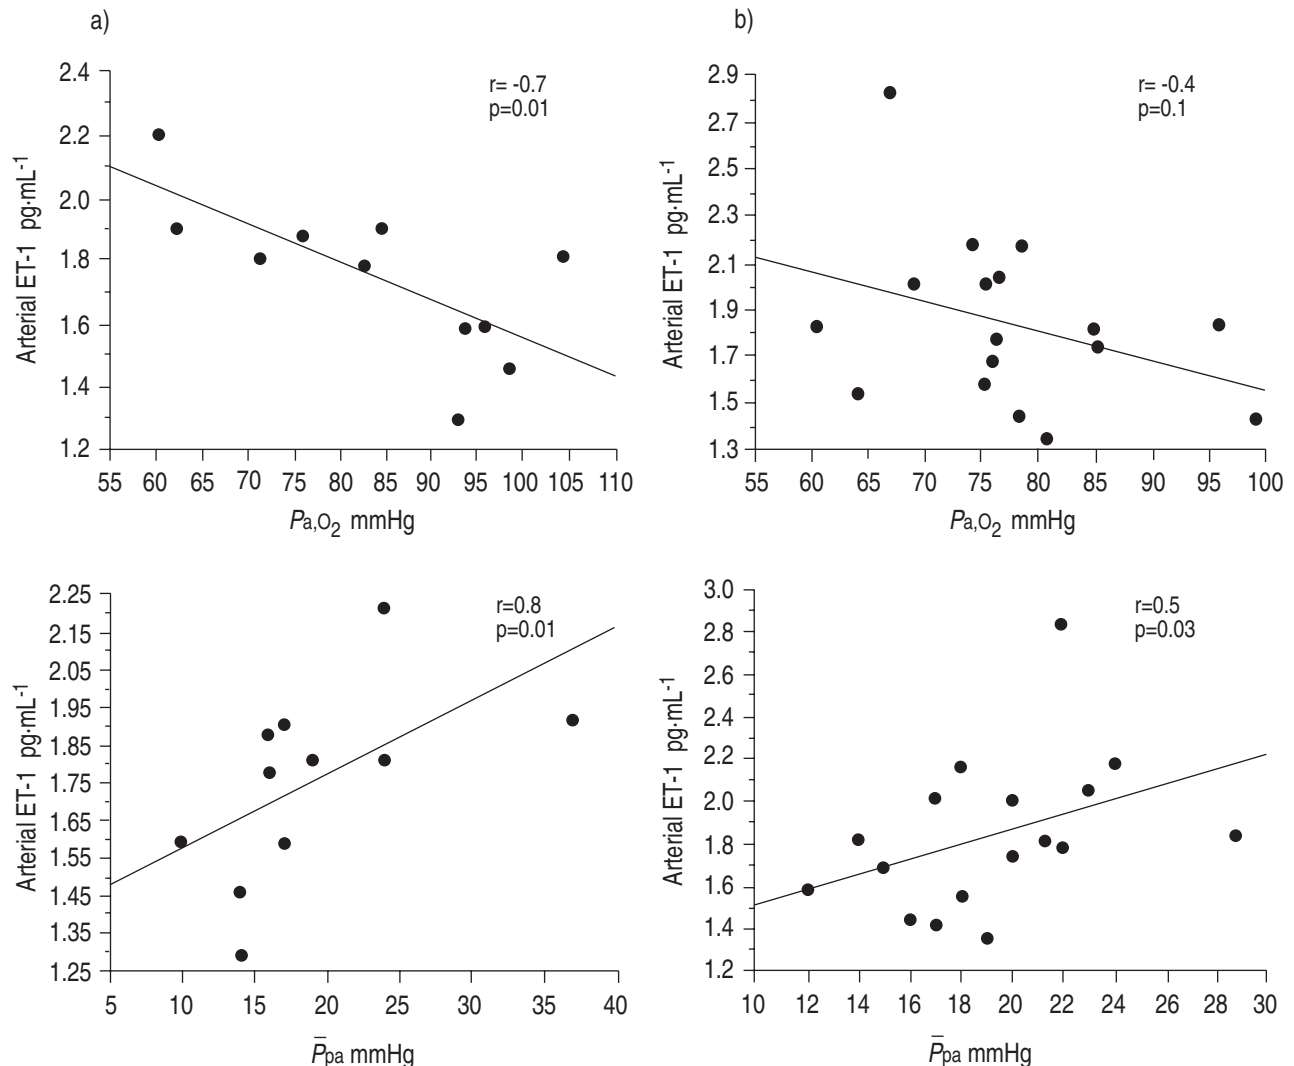 a)
2.4
2.2
2.0
1.8
1.6
1.4
1.2
Arterial ET-1 pg·mL-1
r= -0.7
p=0.01
55 60 65 70 75 80 85 90 95 100 105 110
Pa,O2 mmHg
b)
2.9
2.7
2.5
2.3
2.1
1.9
1.7
1.5
1.3
Arterial ET-1 pg·mL-1
r= -0.4
p=0.1
55 60 65 70 75 80 85 90 95 100
Pa,O2 mmHg
2.25
2.15
2.05
1.95
1.85
1.75
1.65
1.55
1.45
1.35
1.25
Arterial ET-1 pg·mL-1
r=0.8
p=0.01
5 10 15 20 25 30 35 40
P̅pa mmHg
3.0
2.8
2.6
2.4
2.2
2.0
1.8
1.6
1.4
1.2
Arterial ET-1 pg·mL-1
r=0.5
p=0.03
10 12 14 16 18 20 22 24 26 28 30
P̅pa mmHg